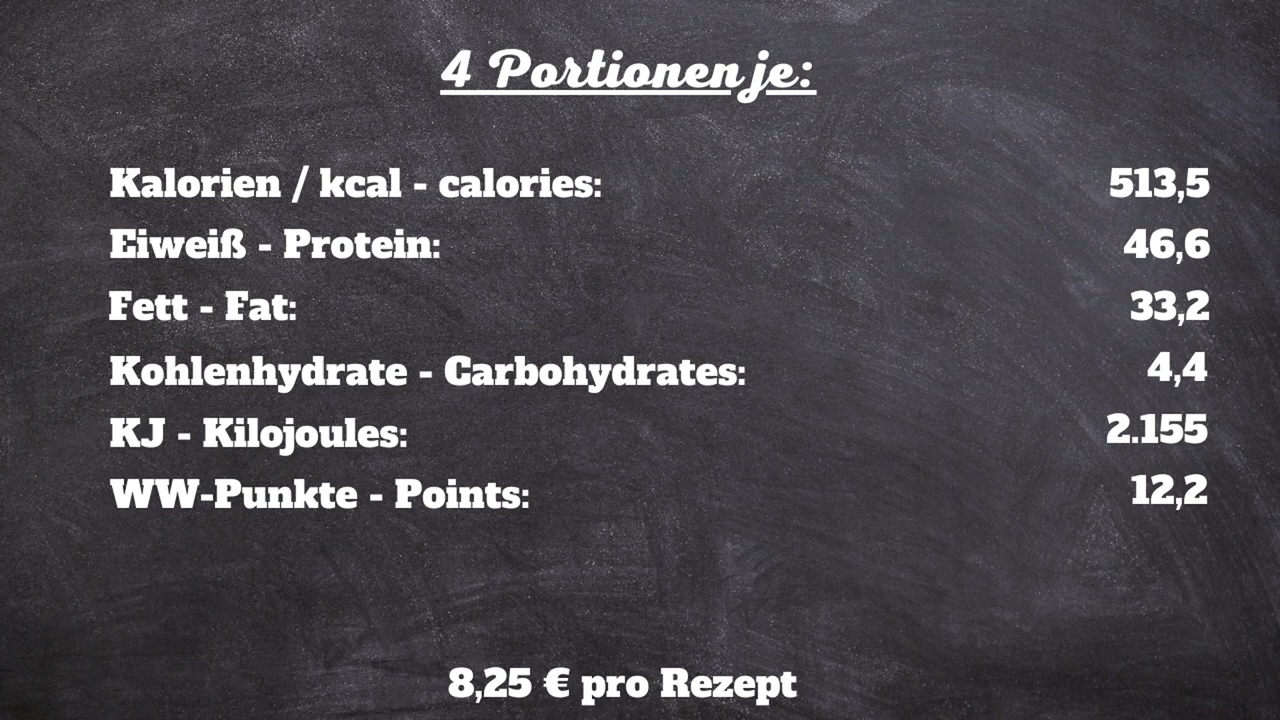 4 Portionen je:
Kalorien / kcal - calories: 513,5
Eiweiß - Protein: 46,6
Fett - Fat: 33,2
Kohlenhydrate - Carbohydrates: 4,4
KJ - Kilojoules: 2.155
WW-Punkte - Points: 12,2
8,25 € pro Rezept